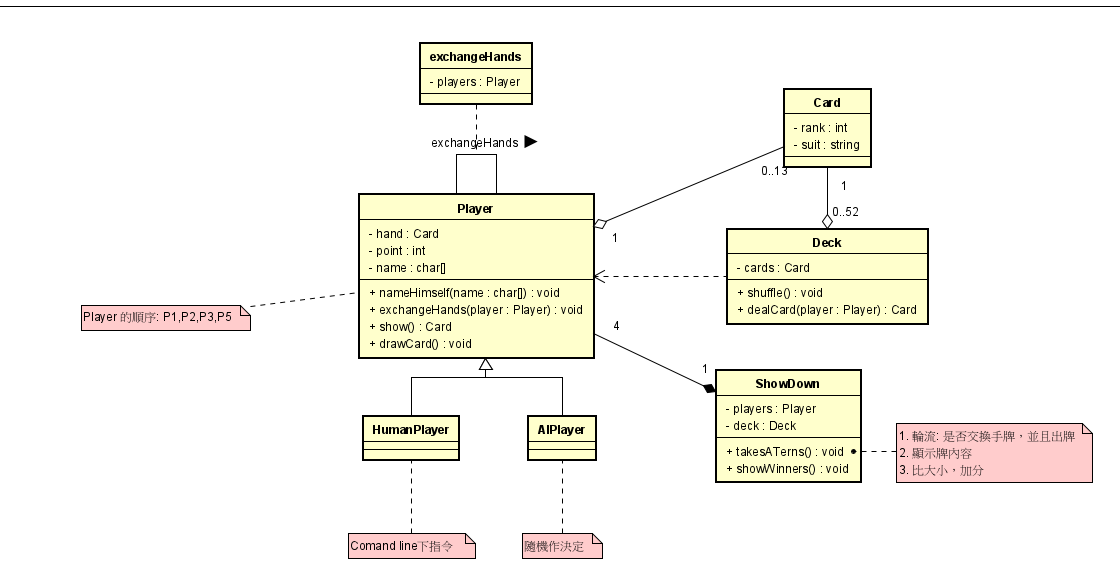 exchangeHands
- players : Player
exchangeHands
Card
- rank : int
- suit : string
0..13
1
0..52
Player
- hand : Card
- point : int
- name : char[]
+ nameHimself(name : char[]) : void
+ exchangeHands(player : Player) : void
+ show() : Card
+ drawCard() : void
1
Deck
- cards : Card
+ shuffle() : void
+ dealCard(player : Player) : Card
Player 的順序: P1,P2,P3,P5
4
1
ShowDown
- players : Player
- deck : Deck
+ takesATerns() : void
+ showWinners() : void
1. 輪流: 是否交換手牌，並且出牌
2. 顯示牌內容
3. 比大小，加分
HumanPlayer
AIPlayer
Comand line下指令
隨機作決定